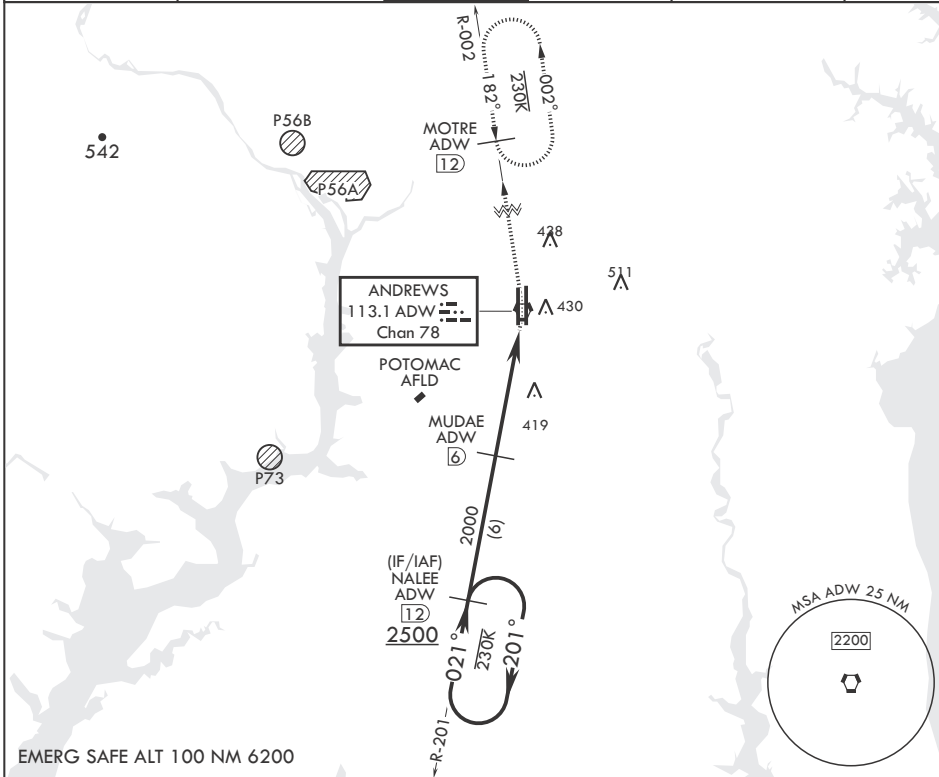 R-002
182°
230K
002°
MOTRE
ADW
12
P56B
542
P56A
428
511
ANDREWS
113.1 ADW
Chan 78
430
POTOMAC
AFLD
MUDAE
ADW
6
419
P73
2000
(6)
(IF/IAF)
NALEE
ADW
12
2500
021°
230K
201°
R-201
MSA ADW 25 NM
2200
EMERG SAFE ALT 100 NM 6200